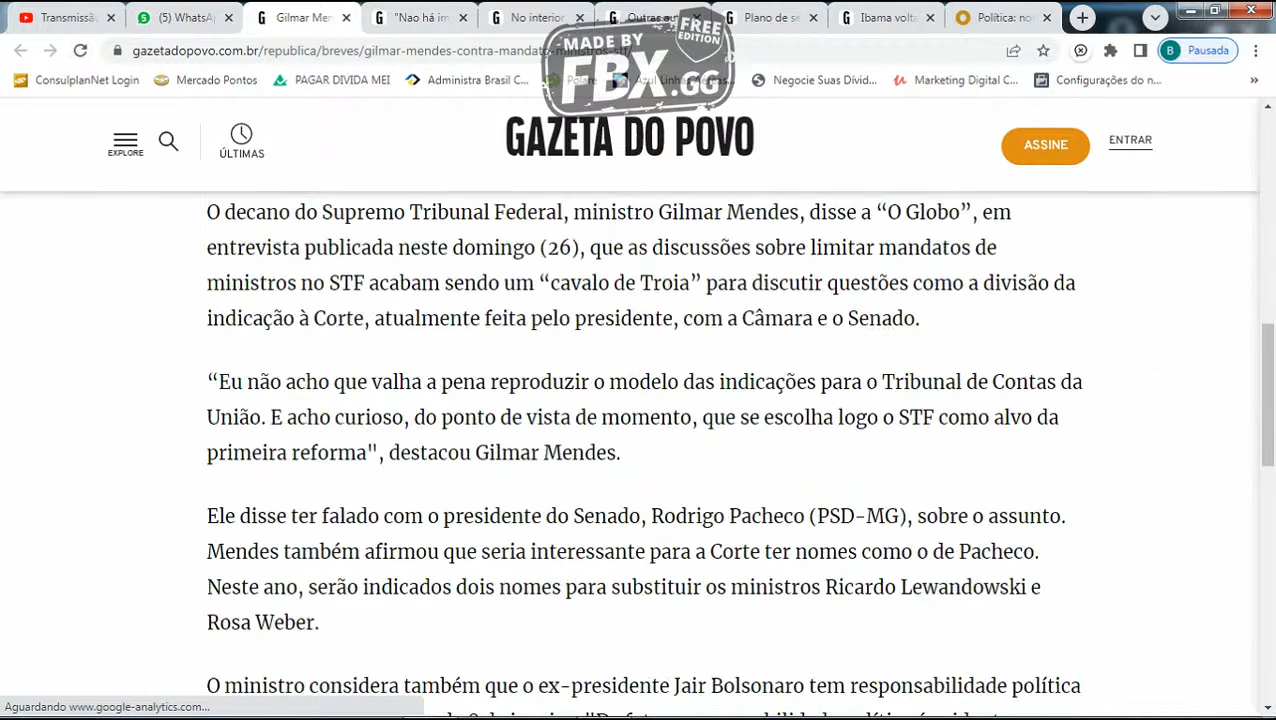 Transmissã
(5) WhatsA
Gilmar Men
"Nao há im
No interior
Outras au
Plano de se
Ibama volta
Política: no
gazetadopovo.com.br/republica/breves/gilmar-mendes-contra-mandato-ministros-stf/
Pausada
ConsulplanNet Login
Mercado Pontos
PAGAR DIVIDA MEI
Administra Brasil C...
Polare
Azul Linhas Aéreas...
Negocie Suas Dívid...
Marketing Digital C...
Configurações do n...
MADE BY
FREE
EDITION
FBX.GG
EXPLORE
ÚLTIMAS
GAZETA DO POVO
ASSINE
ENTRAR
O decano do Supremo Tribunal Federal, ministro Gilmar Mendes, disse a “O Globo”, em
entrevista publicada neste domingo (26), que as discussões sobre limitar mandatos de
ministros no STF acabam sendo um “cavalo de Troia” para discutir questões como a divisão da
indicação à Corte, atualmente feita pelo presidente, com a Câmara e o Senado.
“Eu não acho que valha a pena reproduzir o modelo das indicações para o Tribunal de Contas da
União. E acho curioso, do ponto de vista de momento, que se escolha logo o STF como alvo da
primeira reforma", destacou Gilmar Mendes.
Ele disse ter falado com o presidente do Senado, Rodrigo Pacheco (PSD-MG), sobre o assunto.
Mendes também afirmou que seria interessante para a Corte ter nomes como o de Pacheco.
Neste ano, serão indicados dois nomes para substituir os ministros Ricardo Lewandowski e
Rosa Weber.
O ministro considera também que o ex-presidente Jair Bolsonaro tem responsabilidade política
Aguardando www.google-analytics.com...